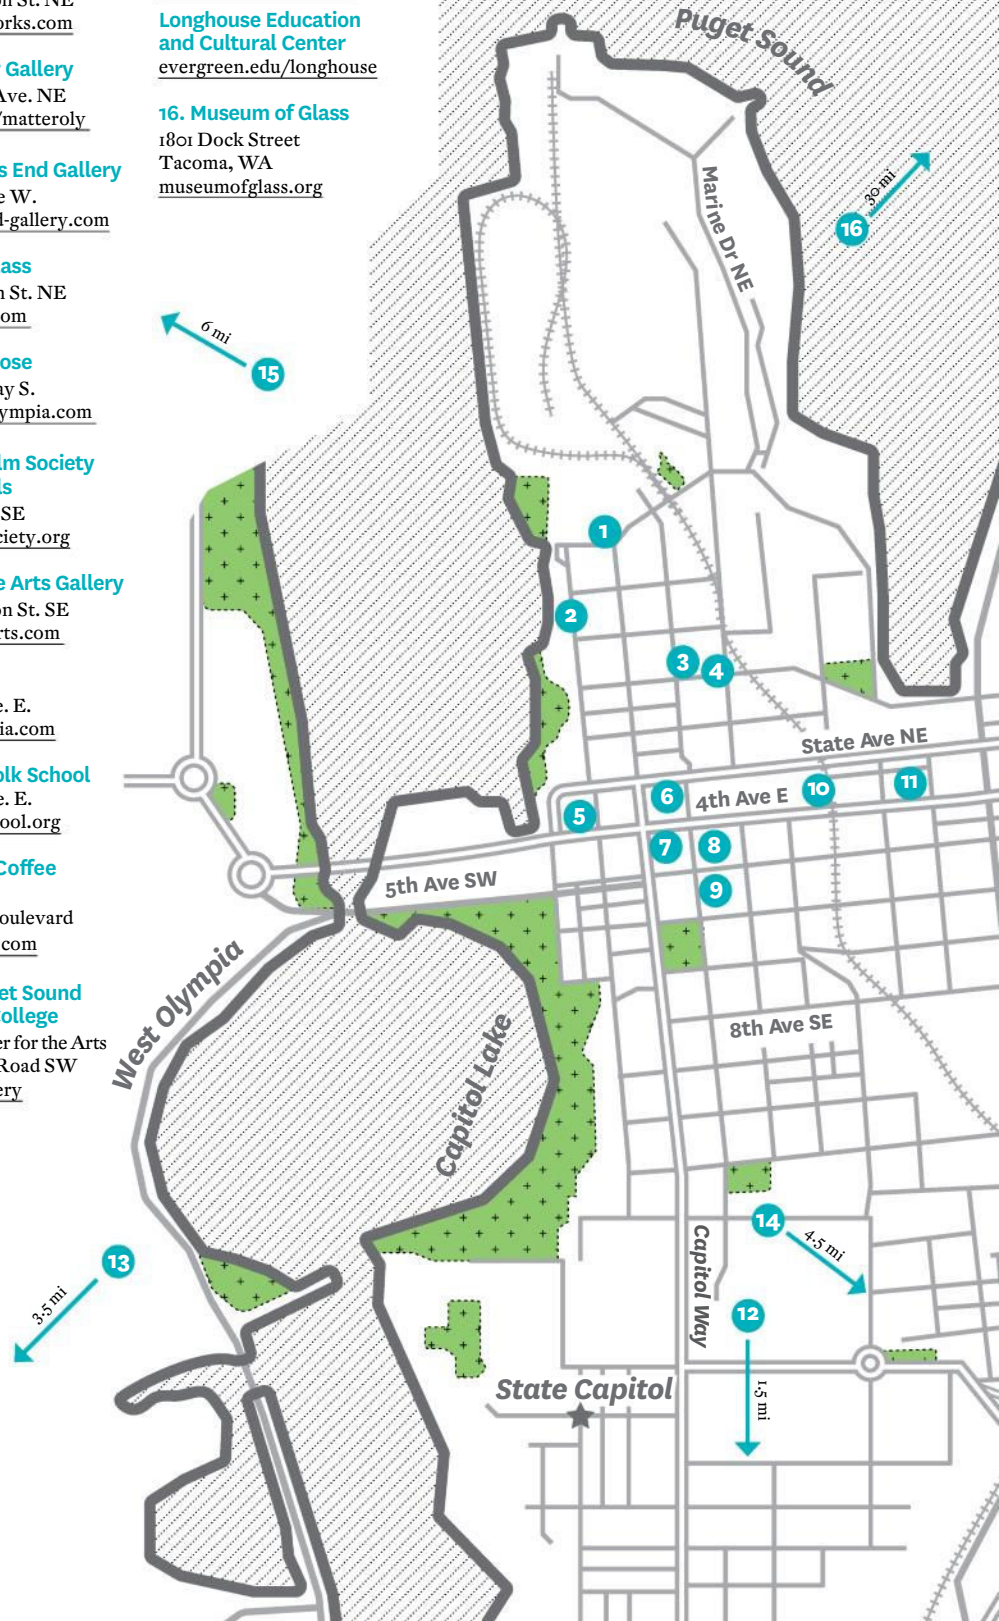 on St. NE
orks.com
Gallery
Ave. NE
/matteroly
s End Gallery
e W.
d-gallery.com
ass
n St. NE
om
ose
ay S.
ympia.com
lm Society
ls
SE
ciety.org
e Arts Gallery
on St. SE
rts.com
e. E.
ia.com
olk School
e. E.
ool.org
Coffee
oulevard
.com
et Sound
College
er for the Arts
Road SW
ery
Longhouse Education
and Cultural Center
evergreen.edu/longhouse
16. Museum of Glass
1801 Dock Street
Tacoma, WA
museumofglass.org
Puget Sound
Marine Dr NE
30 mi
16
6 mi
15
1
2
3
4
State Ave NE
5
6
4th Ave E
10
11
7
8
5th Ave SW
9
West Olympia
Capitol Lake
8th Ave SE
13
3.5 mi
14
4.5 mi
Capitol Way
12
1.5 mi
State Capitol